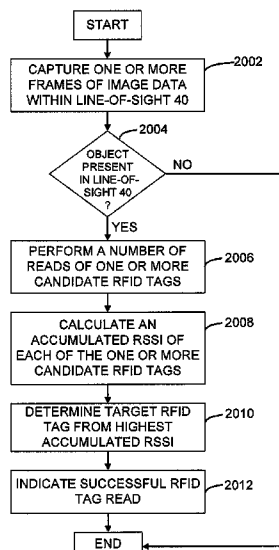 START
CAPTURE ONE OR MORE
FRAMES OF IMAGE DATA
WITHIN LINE-OF-SIGHT 40
2002
2004
OBJECT
PRESENT
IN LINE-OF-
SIGHT 40
?
NO
YES
PERFORM A NUMBER OF
READS OF ONE OR MORE
CANDIDATE RFID TAGS
2006
CALCULATE AN
ACCUMULATED RSSI OF
EACH OF THE ONE OR MORE
CANDIDATE RFID TAGS
2008
DETERMINE TARGET RFID
TAG FROM HIGHEST
ACCUMULATED RSSI
2010
INDICATE SUCCESSFUL RFID
TAG READ
2012
END